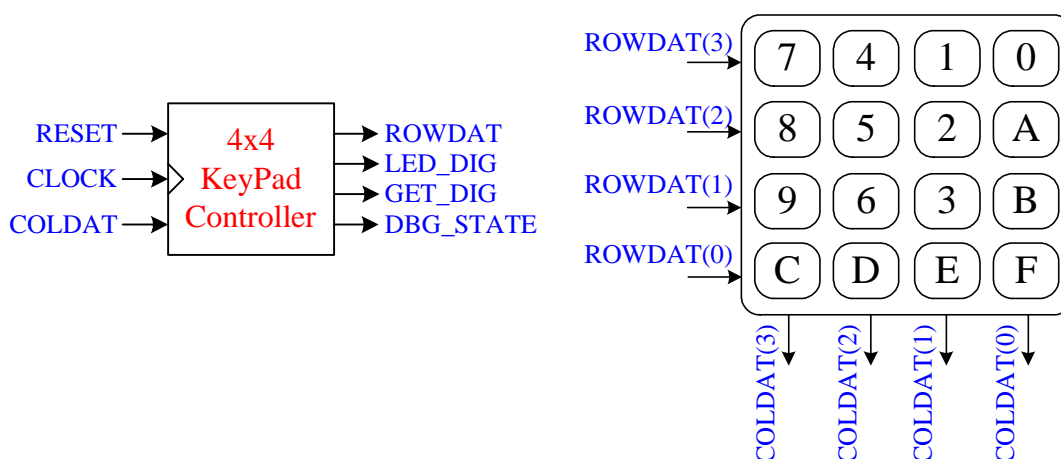 RESET
CLOCK
COLDAT
4x4
KeyPad
Controller
ROWDAT
LED_DIG
GET_DIG
DBG_STATE
ROWDAT(3)
7 4 1 0
ROWDAT(2)
8 5 2 A
ROWDAT(1)
9 6 3 B
ROWDAT(0)
C D E F
COLDAT(3)
COLDAT(2)
COLDAT(1)
COLDAT(0)